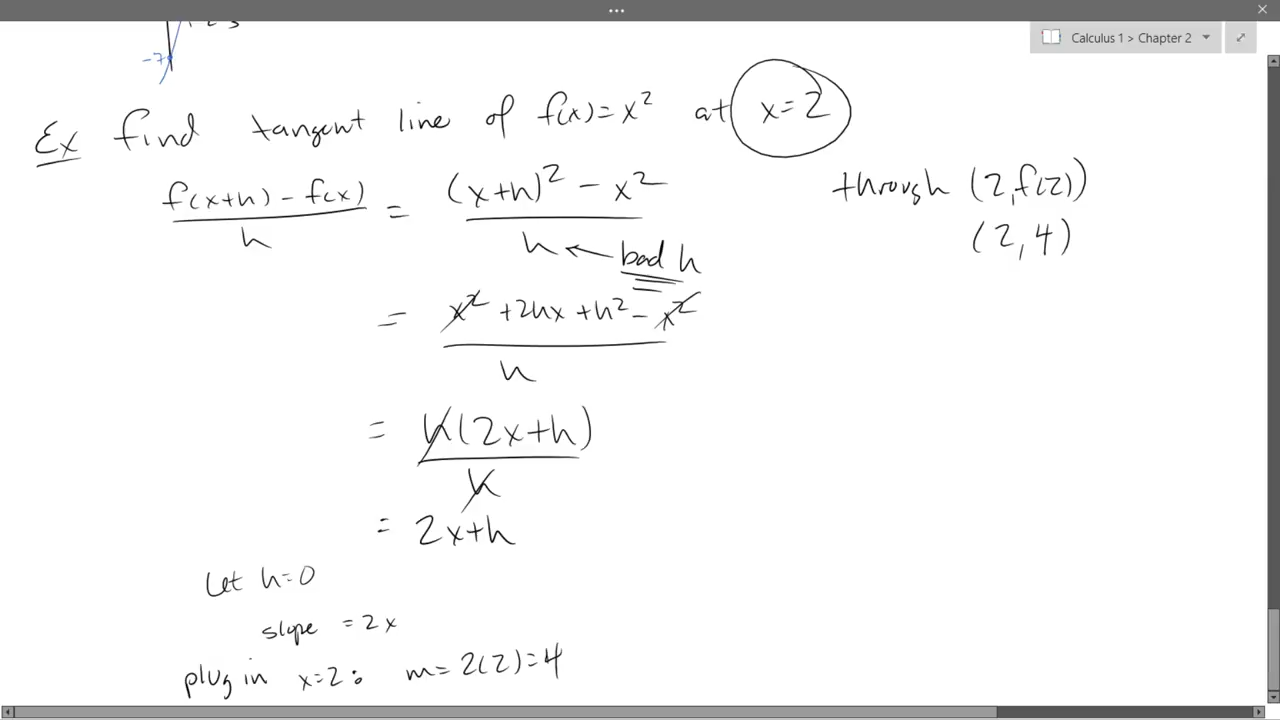 Calculus 1 > Chapter 2
-7
Ex find tangent line of f(x)=x² at x=2
f(x+h)-f(x) / h = (x+h)² - x² / h ← bad h
through (2,f(2))
(2,4)
= x² +2hx +h² - x² / h
= h(2x+h) / h
= 2x+h
Let h=0
slope = 2x
plug in x=2: m=2(2)=4